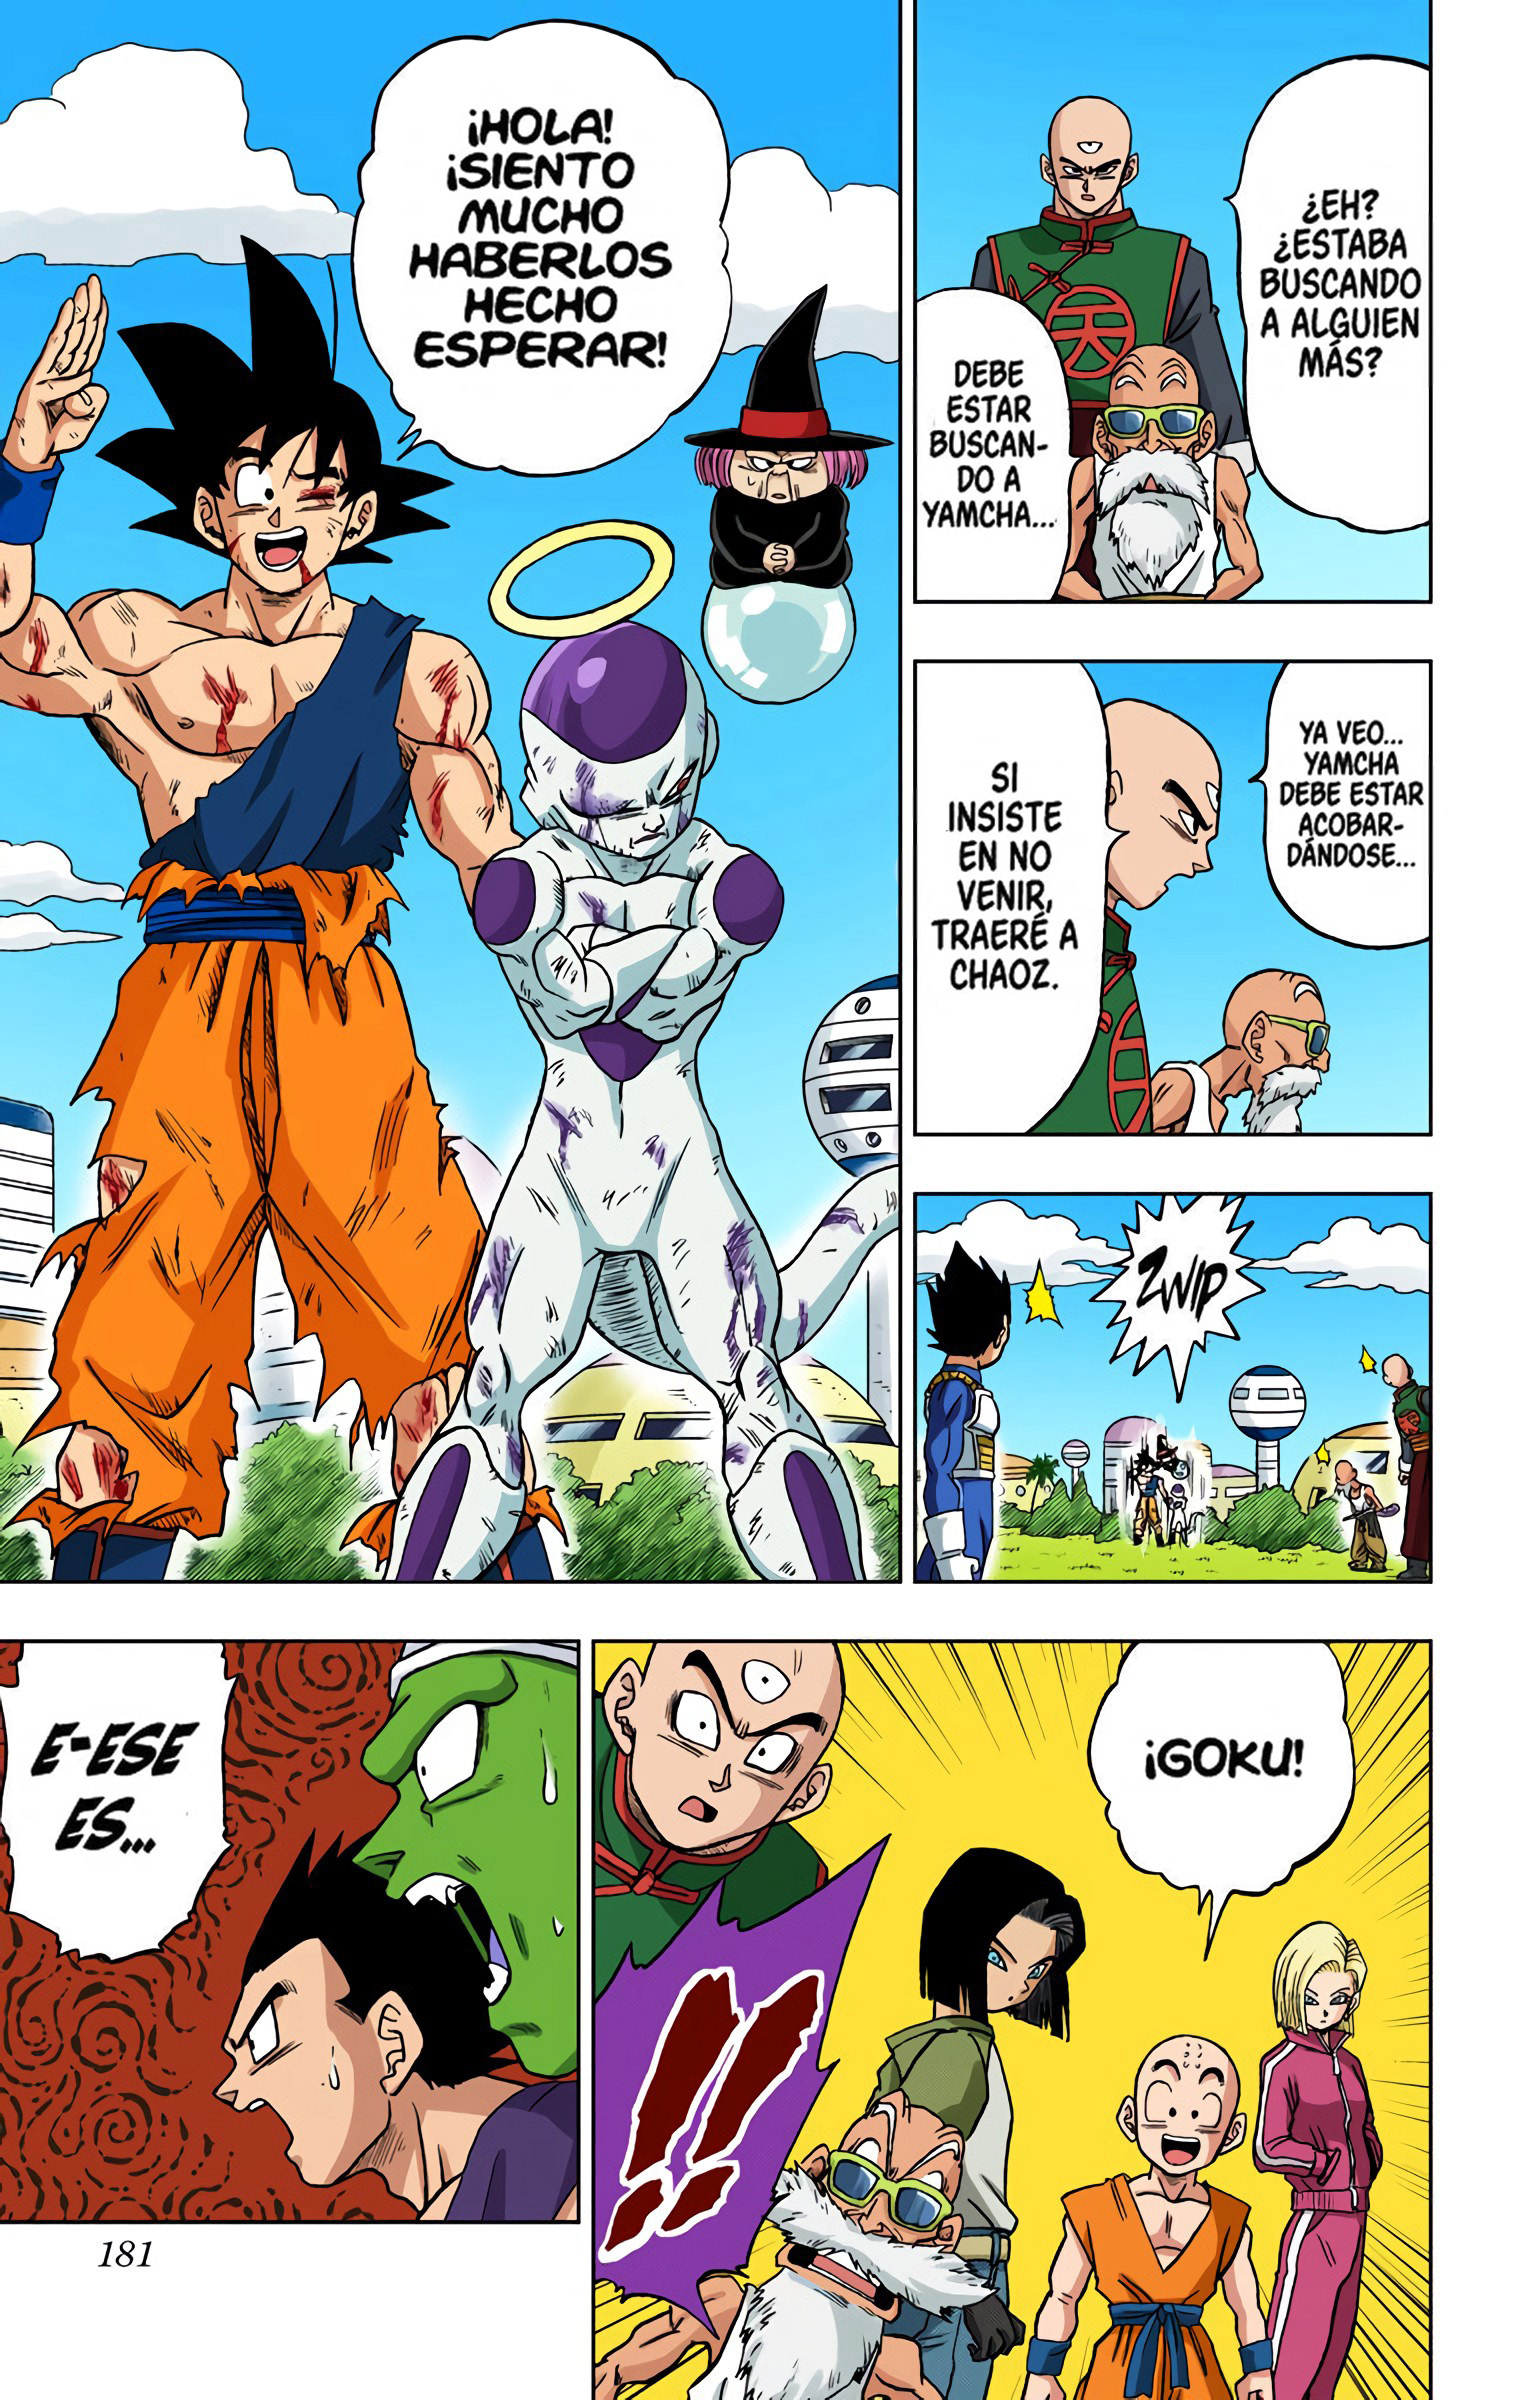 ¿EH?
¿ESTABA
BUSCANDO
A ALGUIEN
MÁS?
DEBE
ESTAR
BUSCAN-
DO A
YAMCHA...
YA VEO...
YAMCHA
DEBE ESTAR
ACOBAR-
DÁNDOSE...
SI
INSISTE
EN NO
VENIR,
TRAERÉ A
CHAOZ.
ZWIP
¡HOLA!
¡SIENTO
MUCHO
HABERLOS
HECHO
ESPERAR!
¡GOKU!
!!
E-ESE
ES...
181
天